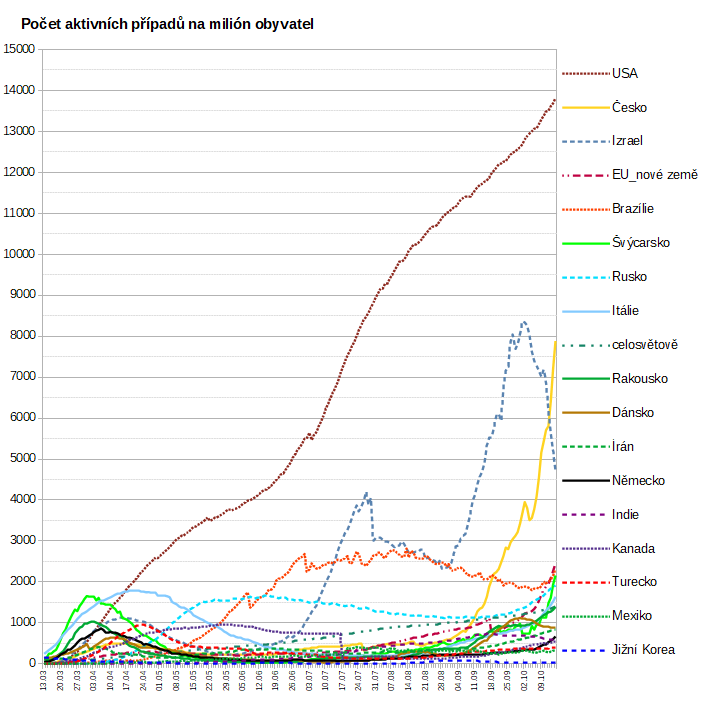 Počet aktivních případů na milión obyvatel
15000
14000
13000
12000
11000
10000
9000
8000
7000
6000
5000
4000
3000
2000
1000
0
13.03 20.03 27.03 03.04 10.04 17.04 24.04 01.05 08.05 15.05 22.05 29.05 05.06 12.06 19.06 26.06 03.07 10.07 17.07 24.07 31.07 07.08 14.08 21.08 28.08 04.09 11.09 18.09 25.09 02.10 09.10
USA
Česko
Izrael
EU_nové země
Brazílie
Švýcarsko
Rusko
Itálie
celosvětově
Rakousko
Dánsko
Írán
Německo
Indie
Kanada
Turecko
Mexiko
Jižní Korea